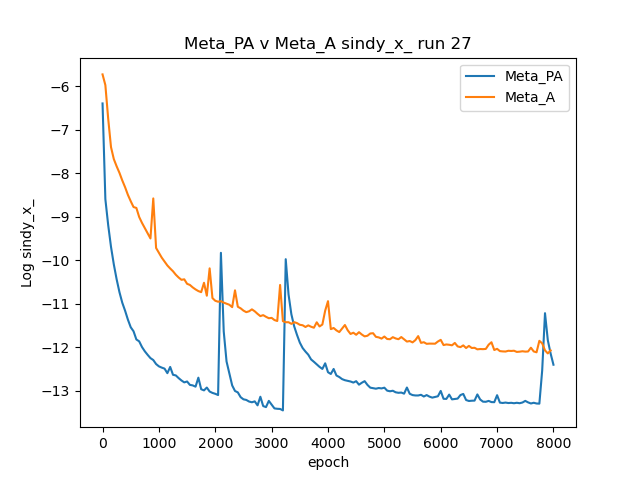 Meta_PA v Meta_A sindy_x_ run 27
Meta_PA
Meta_A
Log sindy_x_
−6
−7
−8
−9
−10
−11
−12
−13
0 1000 2000 3000 4000 5000 6000 7000 8000
epoch